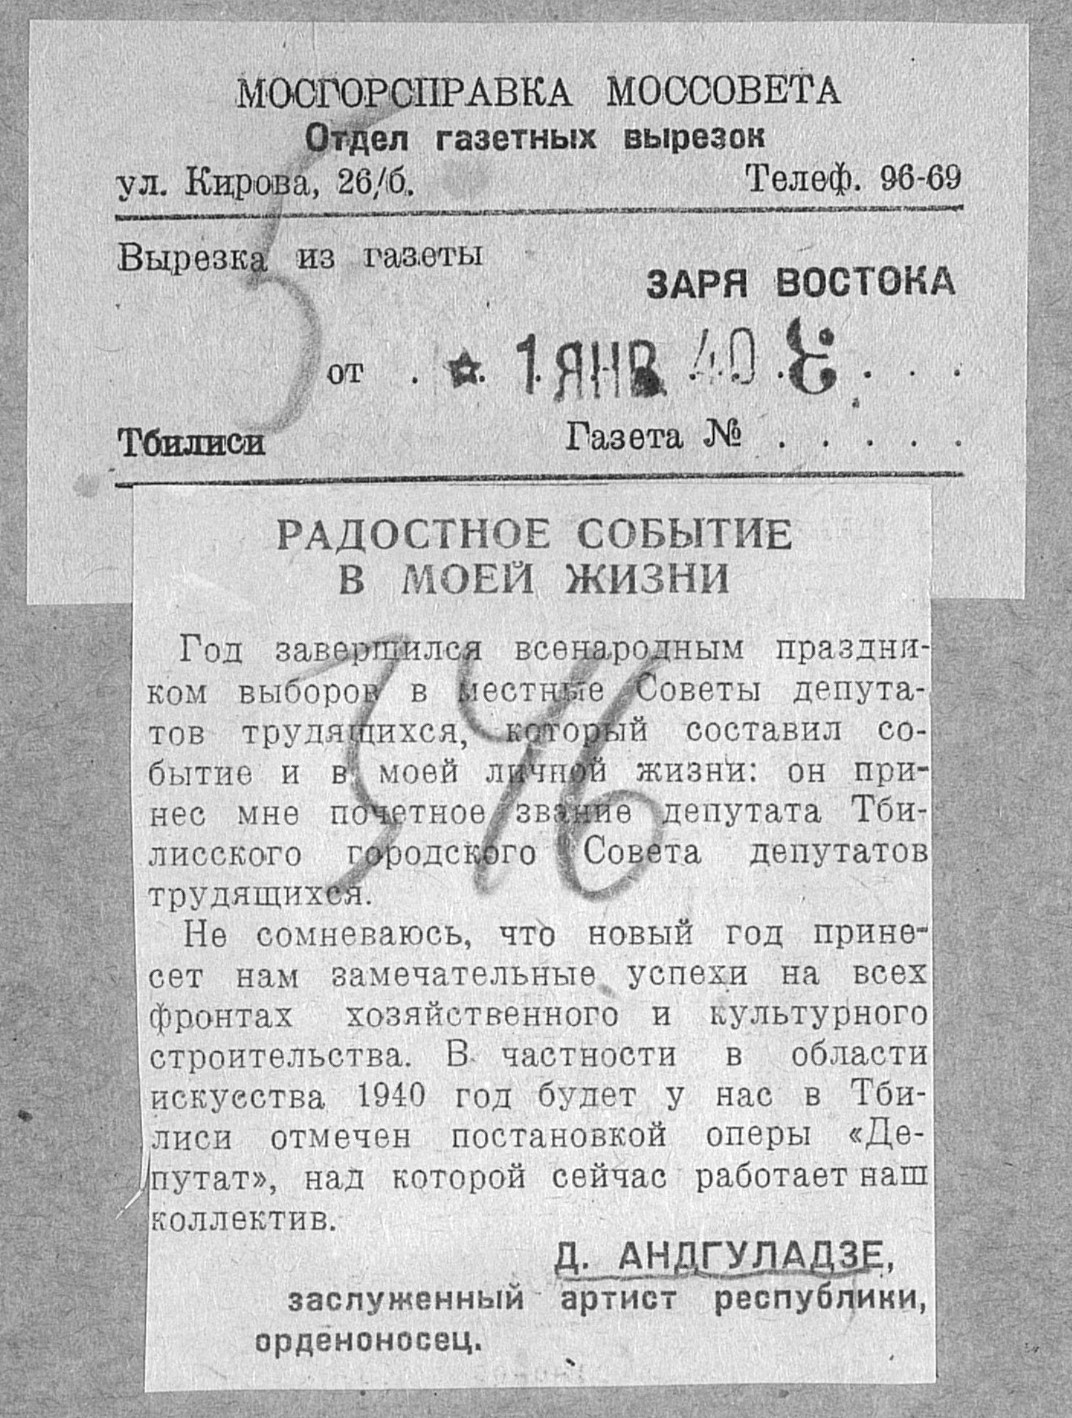 МОСГОРСПРАВКА МОССОВЕТА
Отдел газетных вырезок
ул. Кирова, 26/б. Телеф. 96-69
Вырезка из газеты
ЗАРЯ ВОСТОКА
от . ★ 1 ЯНВ 40
Тбилиси Газета № . . . . .
5
РАДОСТНОЕ СОБЫТИЕ
В МОЕЙ ЖИЗНИ
Год завершился всенародным праздни-
ком выборов в местные Советы депута-
тов трудящихся, который составил со-
бытие и в моей личной жизни: он при-
нес мне почетное звание депутата Тби-
лисского городского Совета депутатов
трудящихся.
Не сомневаюсь, что новый год прине-
сет нам замечательные успехи на всех
фронтах хозяйственного и культурного
строительства. В частности в области
искусства 1940 год будет у нас в Тби-
лиси отмечен постановкой оперы «Де-
путат», над которой сейчас работает наш
коллектив.
Д. АНДГУЛАДЗЕ,
заслуженный артист республики,
орденоносец.